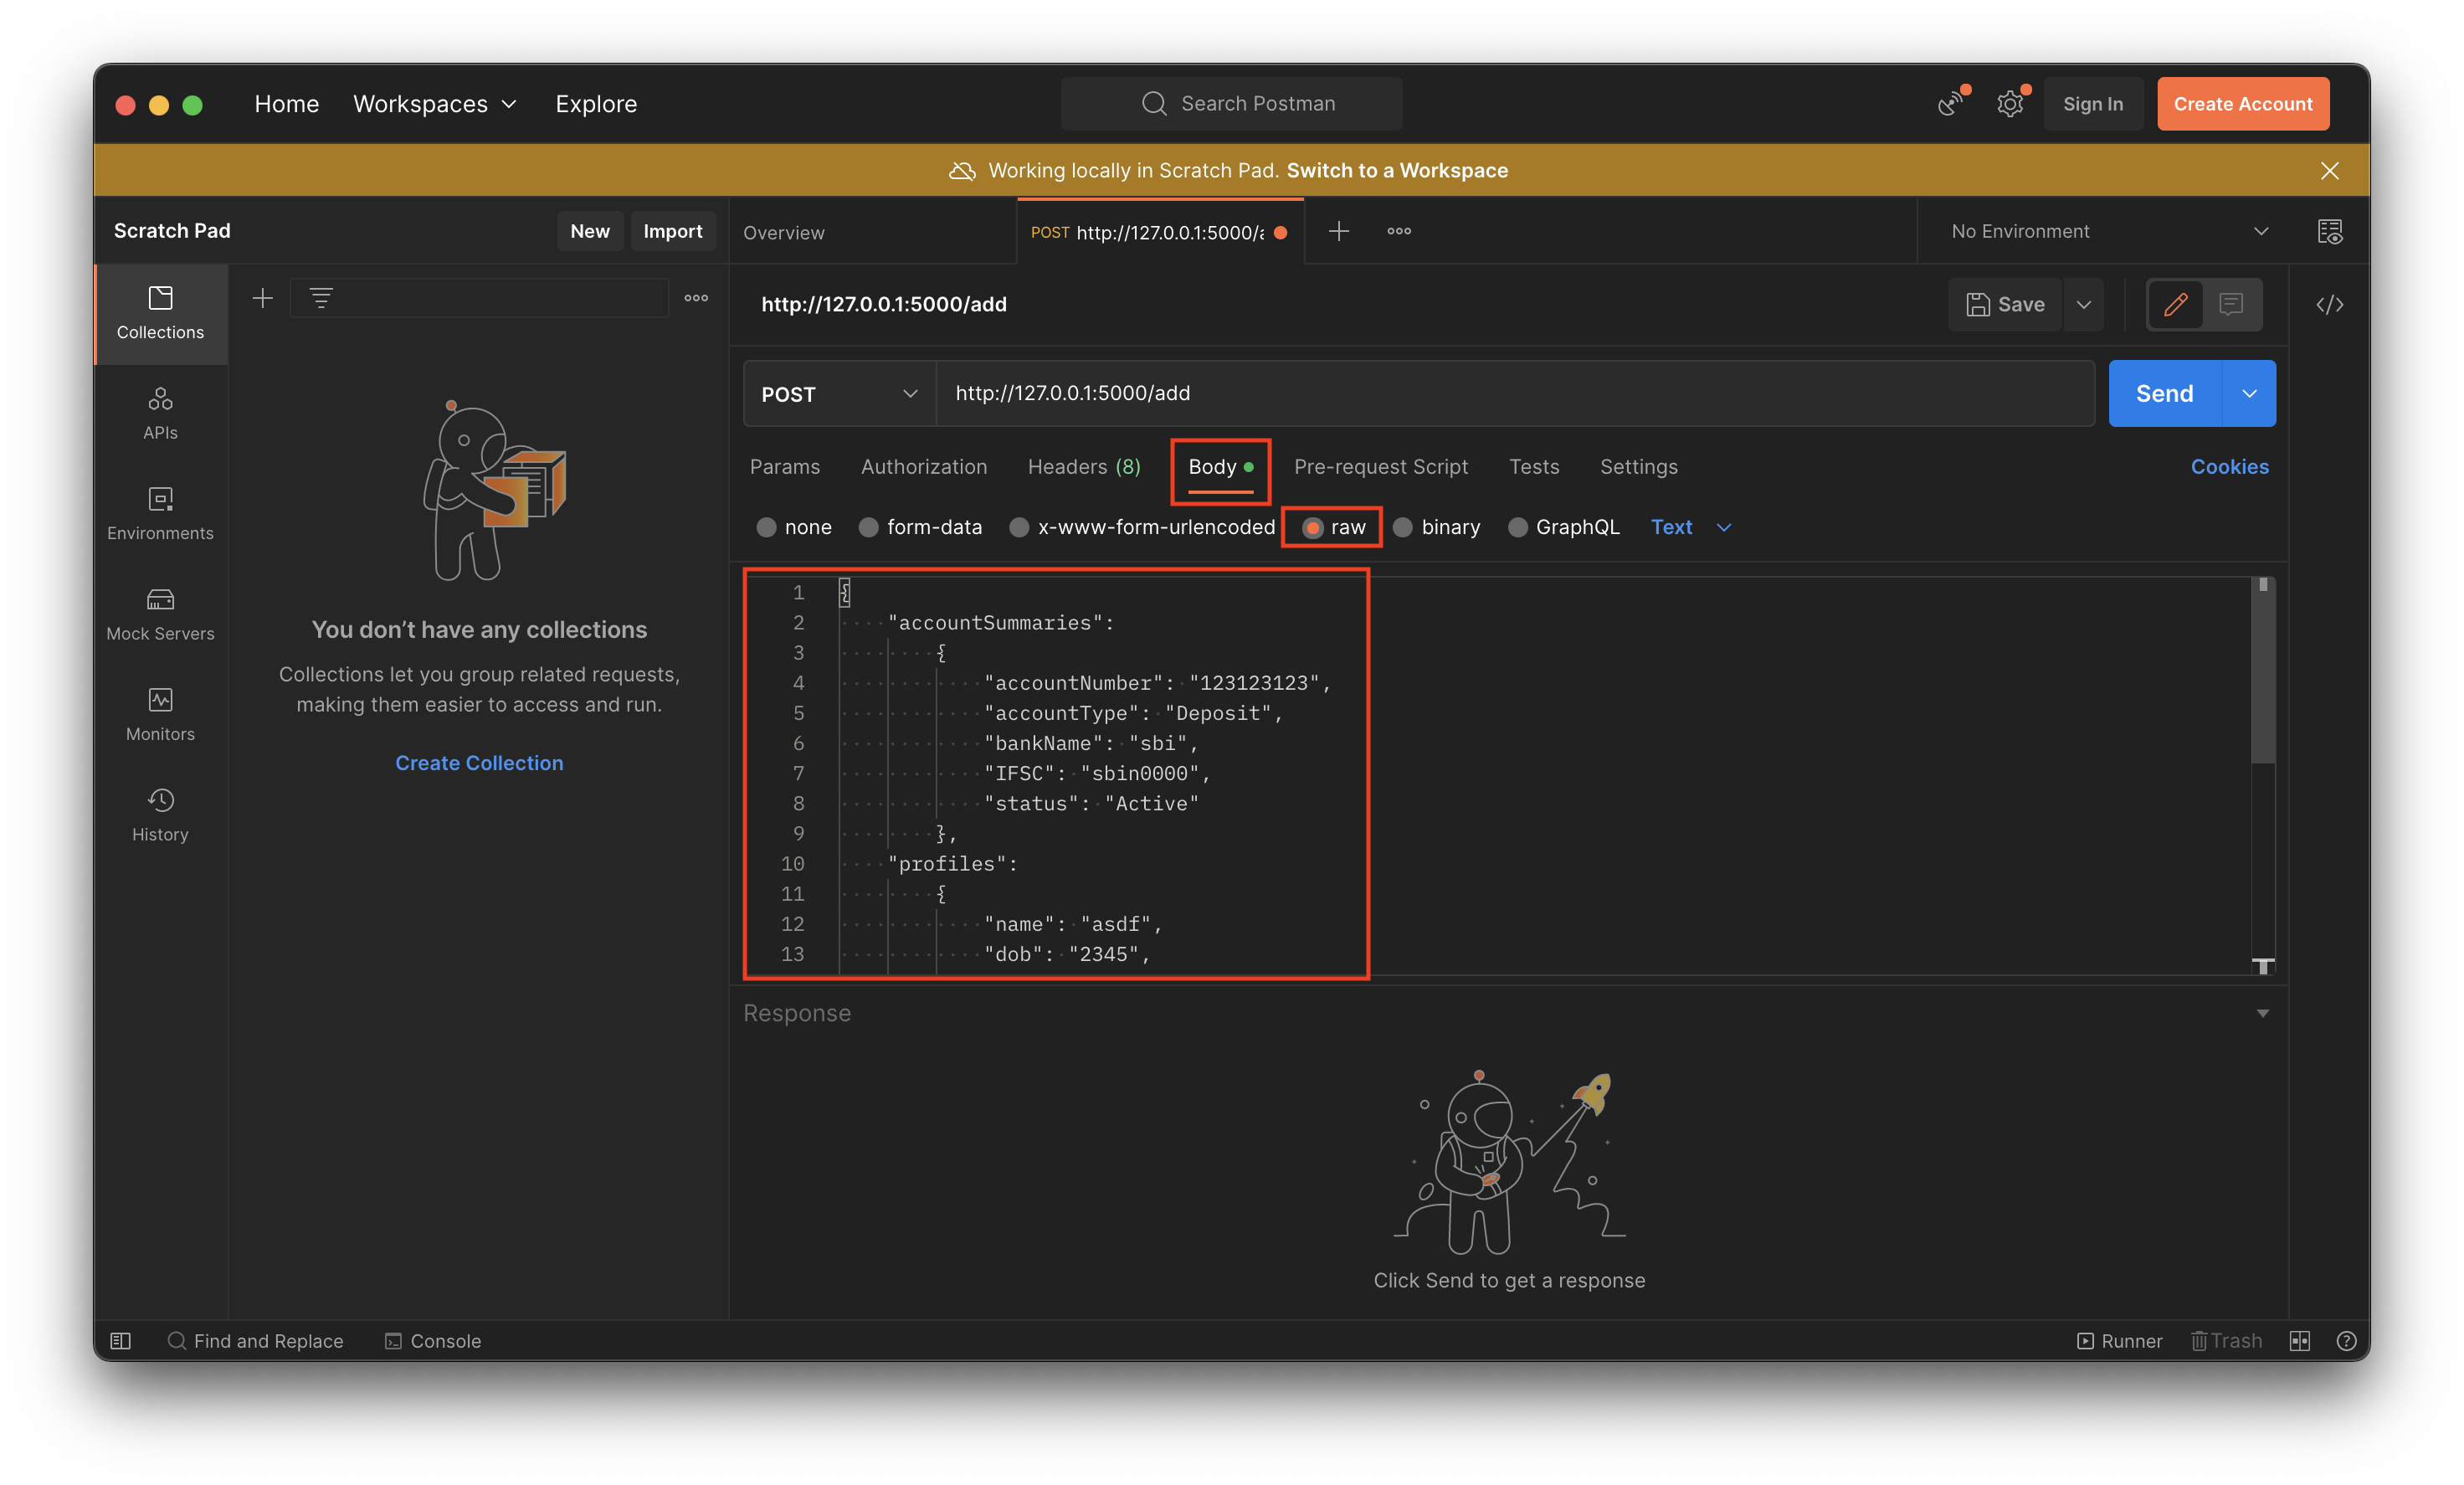 Home Workspaces Explore Search Postman Sign In Create Account
Working locally in Scratch Pad. Switch to a Workspace
Scratch Pad New Import Overview POST http://127.0.0.1:5000/a No Environment
Collections
APIs
Environments
Mock Servers
Monitors
History
You don’t have any collections
Collections let you group related requests,
making them easier to access and run.
Create Collection
http://127.0.0.1:5000/add Save
POST http://127.0.0.1:5000/add Send
Params Authorization Headers (8) Body Pre-request Script Tests Settings Cookies
none form-data x-www-form-urlencoded raw binary GraphQL Text
1 {
2 "accountSummaries":
3 {
4 "accountNumber": "123123123",
5 "accountType": "Deposit",
6 "bankName": "sbi",
7 "IFSC": "sbin0000",
8 "status": "Active"
9 },
10 "profiles":
11 {
12 "name": "asdf",
13 "dob": "2345",
Response
Click Send to get a response
Find and Replace Console Runner Trash